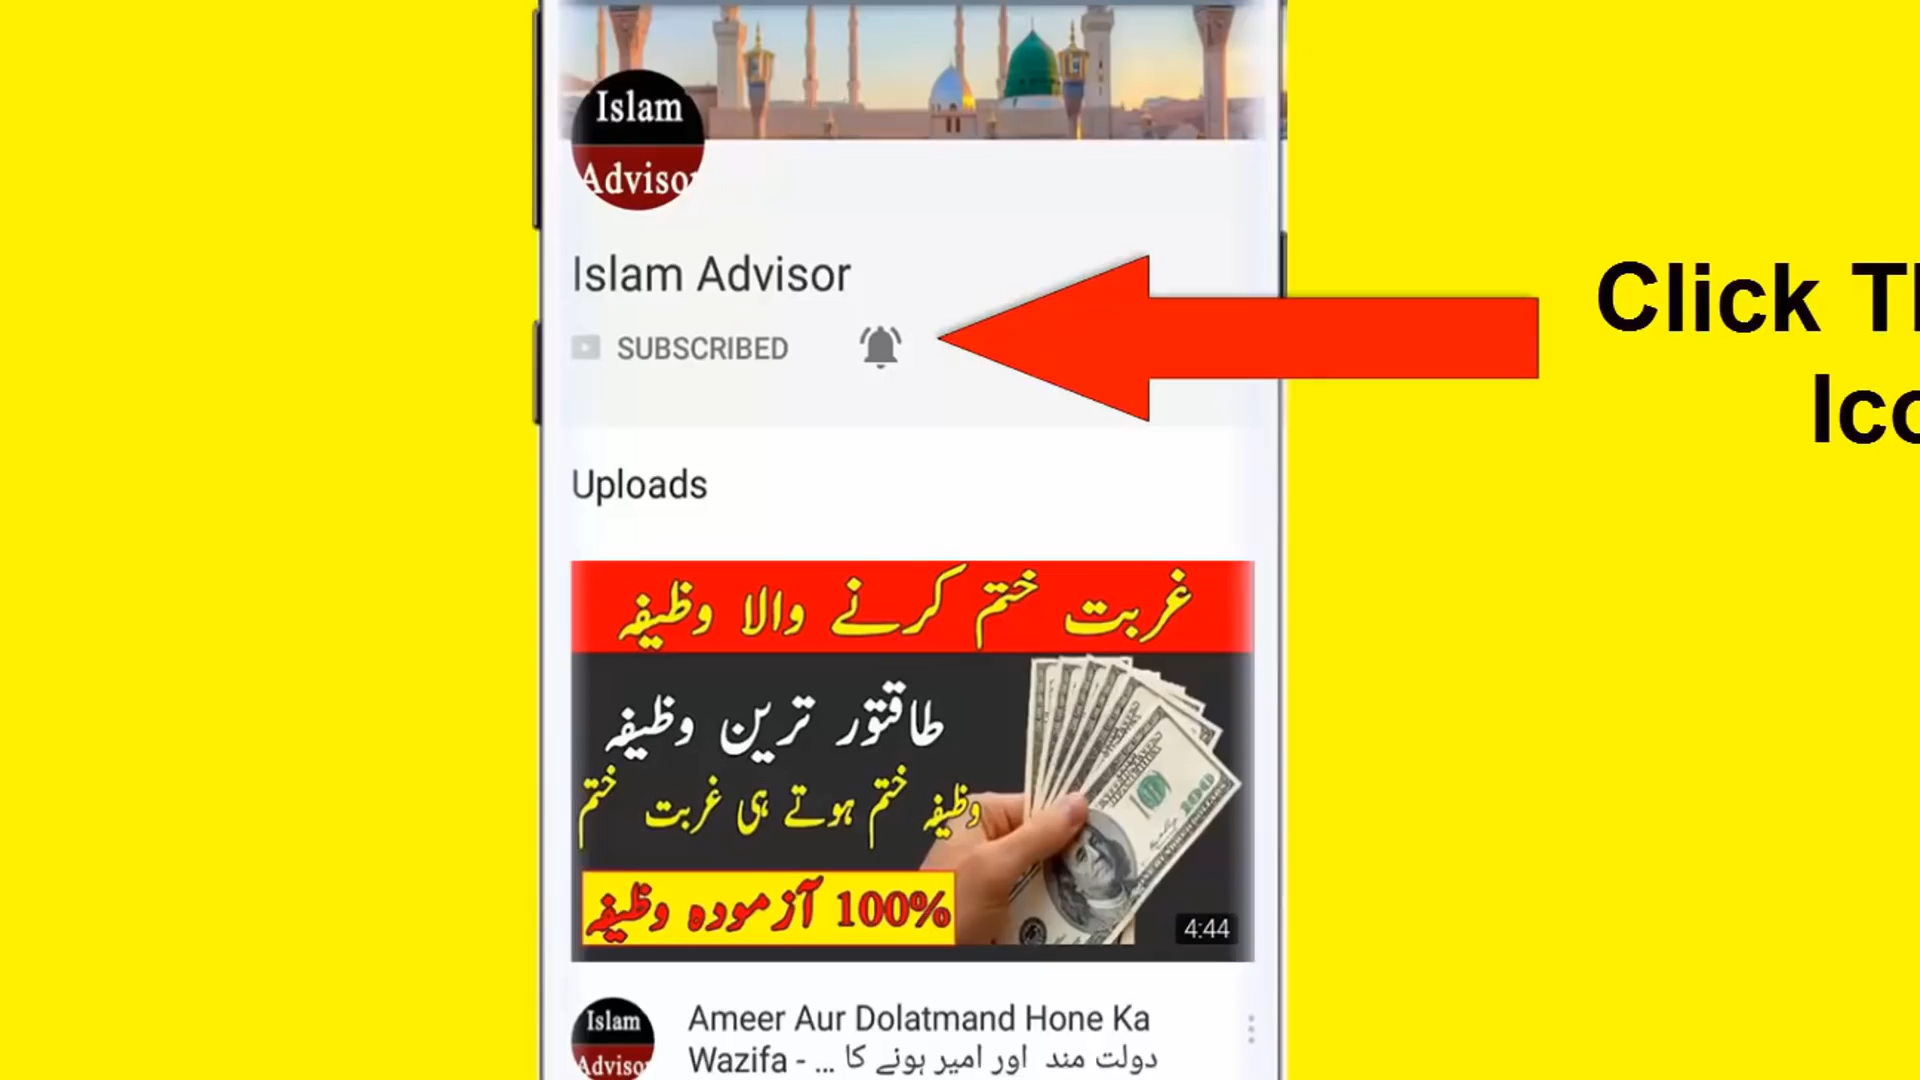 Islam
Advisor
Islam Advisor
SUBSCRIBED
Click
Uploads
غربت ختم کرنے والا وظیفہ
طاقتور ترین وظیفہ
وظیفہ ختم ہوتے ہی غربت ختم
100% آزمودہ وظیفہ
4:44
Islam
Advisor
Ameer Aur Dolatmand Hone Ka
Wazifa - ... دولت مند اور امیر ہونے کا